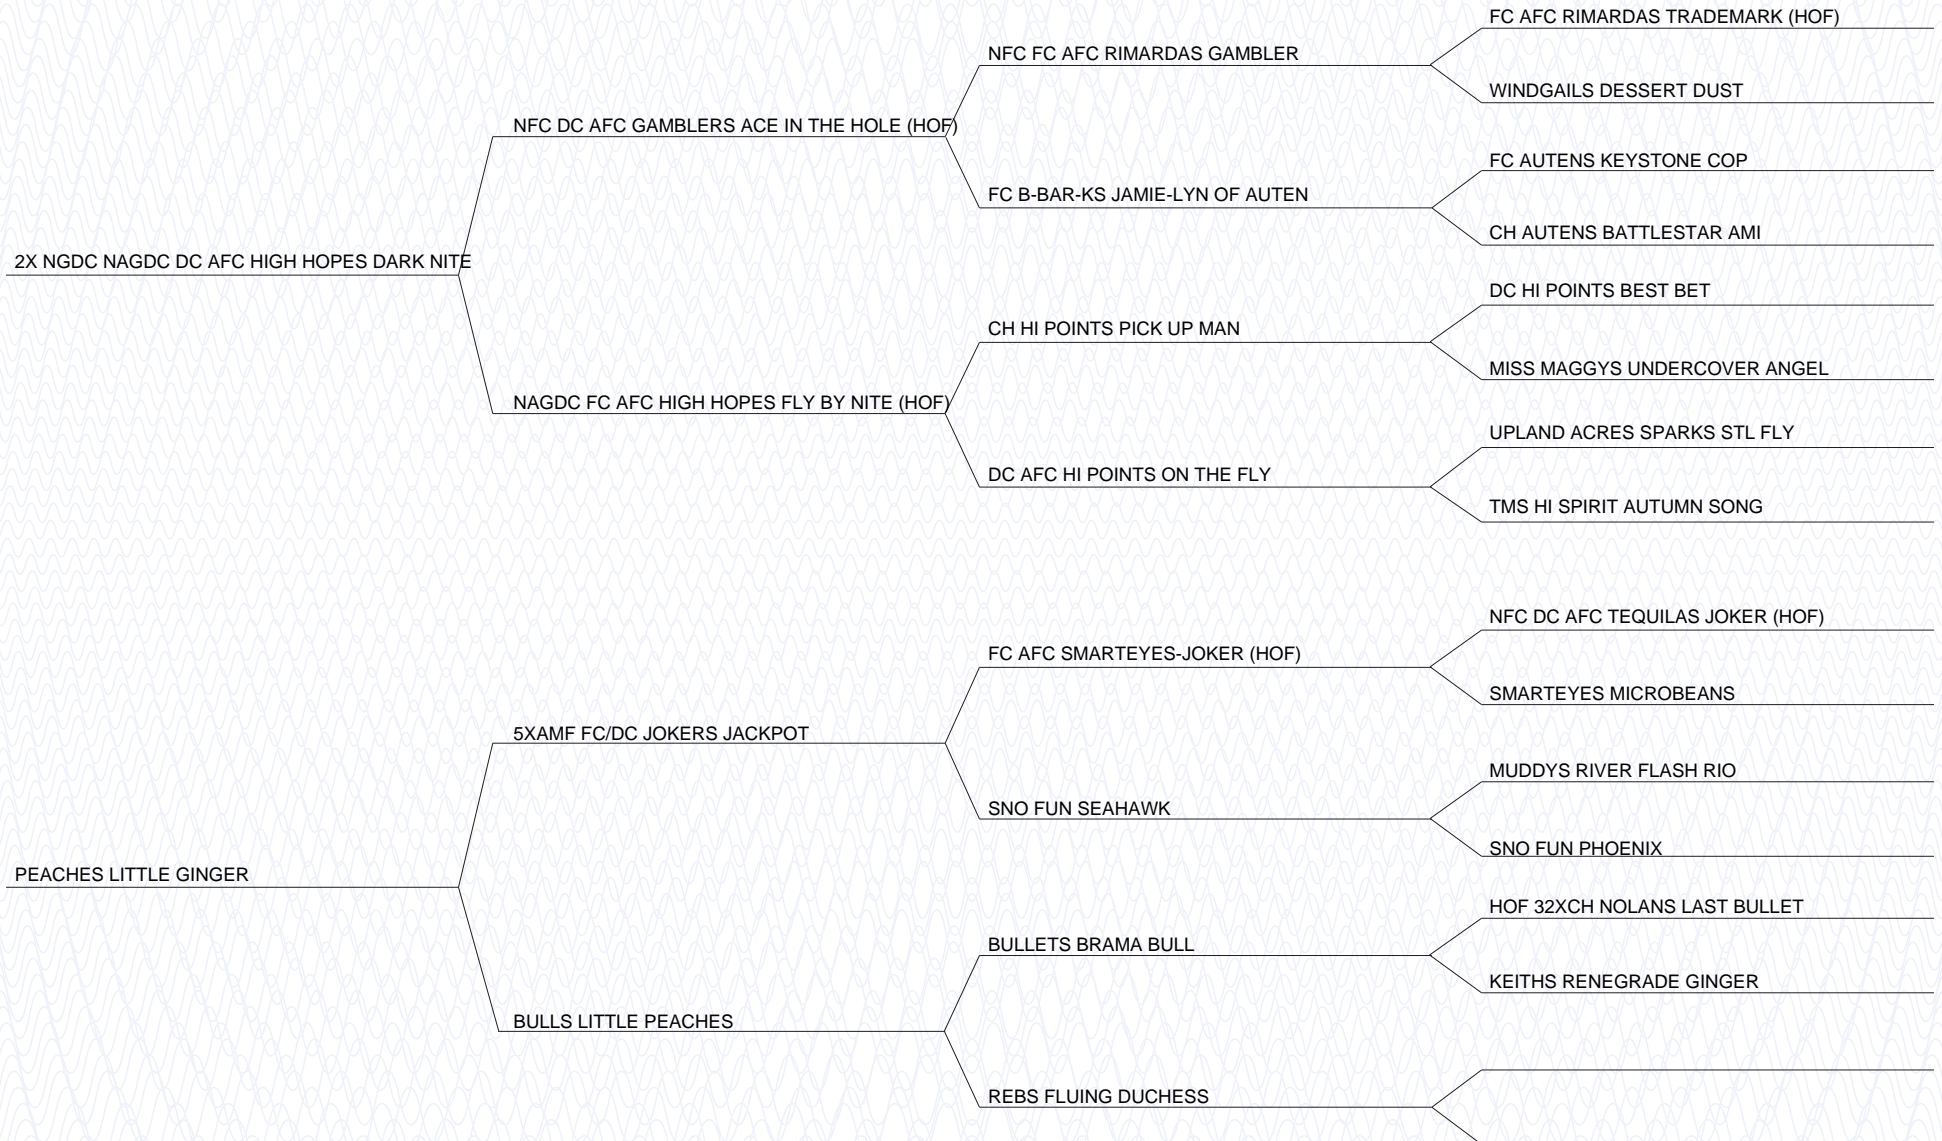 FC AFC RIMARDAS TRADEMARK (HOF)
NFC FC AFC RIMARDAS GAMBLER
WINDGAILS DESSERT DUST
NFC DC AFC GAMBLERS ACE IN THE HOLE (HOF)
FC AUTENS KEYSTONE COP
FC B-BAR-KS JAMIE-LYN OF AUTEN
CH AUTENS BATTLESTAR AMI
2X NGDC NAGDC DC AFC HIGH HOPES DARK NITE
DC HI POINTS BEST BET
CH HI POINTS PICK UP MAN
MISS MAGGYS UNDERCOVER ANGEL
NAGDC FC AFC HIGH HOPES FLY BY NITE (HOF)
UPLAND ACRES SPARKS STL FLY
DC AFC HI POINTS ON THE FLY
TMS HI SPIRIT AUTUMN SONG
NFC DC AFC TEQUILAS JOKER (HOF)
FC AFC SMARTEYES-JOKER (HOF)
SMARTEYES MICROBEANS
5XAMF FC/DC JOKERS JACKPOT
MUDDYS RIVER FLASH RIO
SNO FUN SEAHAWK
SNO FUN PHOENIX
PEACHES LITTLE GINGER
HOF 32XCH NOLANS LAST BULLET
BULLETS BRAMA BULL
KEITHS RENEGRADE GINGER
BULLS LITTLE PEACHES
REBS FLUING DUCHESS